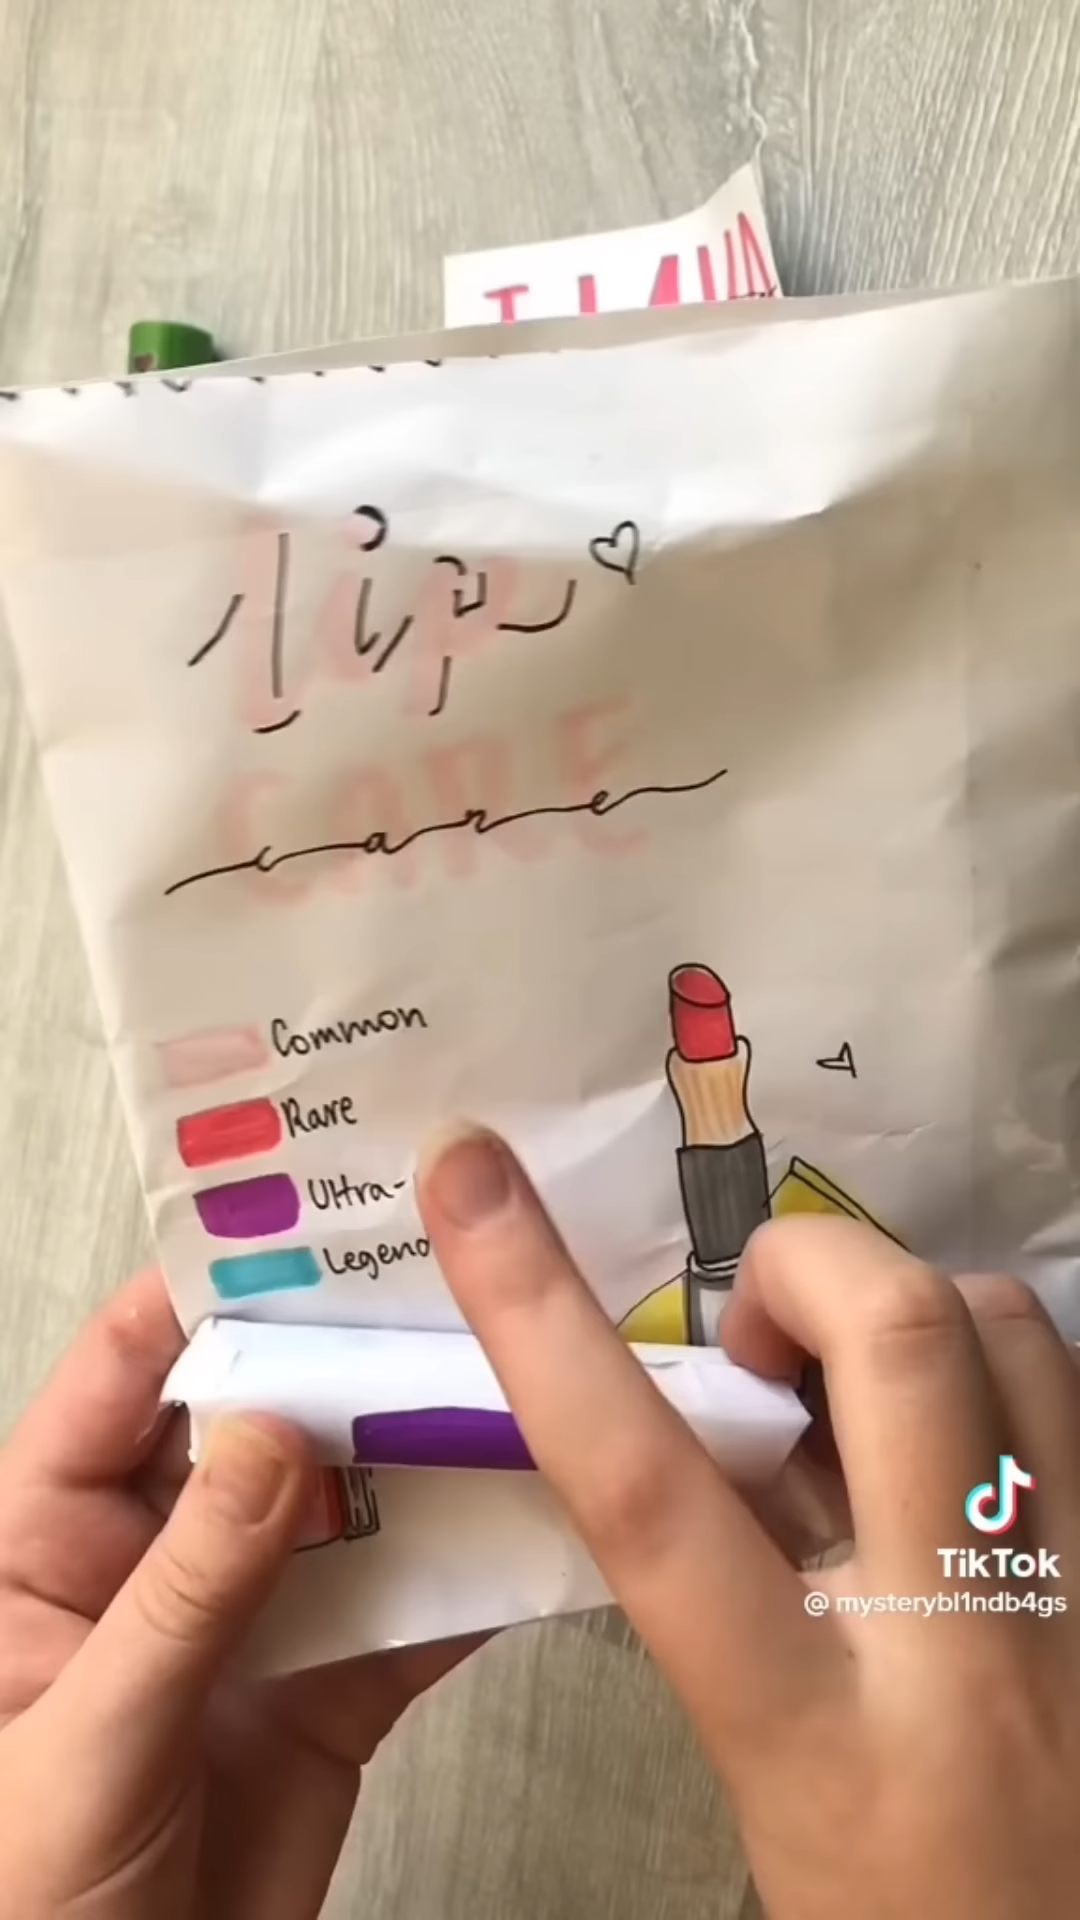 lip
care
Common
Rare
Ultra-
Legend
TikTok
@mysterybl1ndb4gs